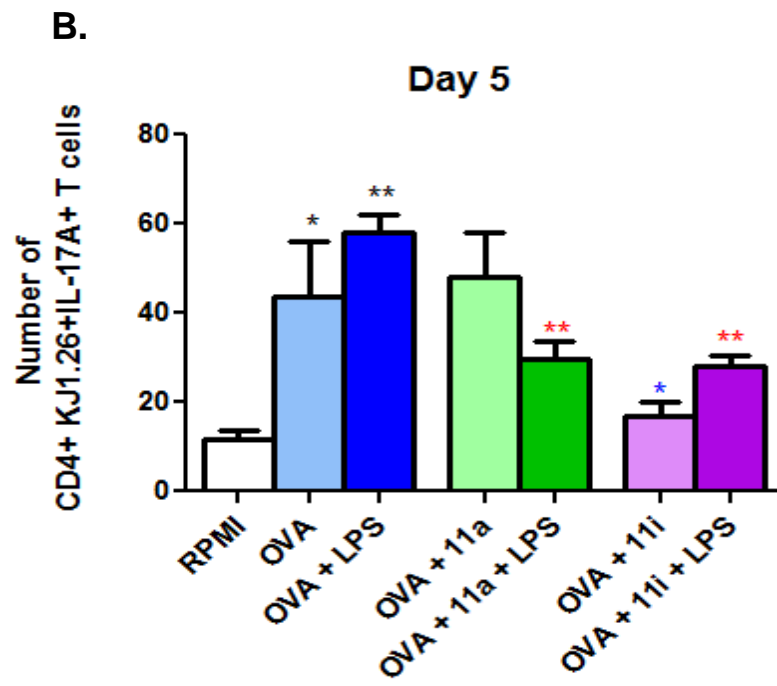 B.
Day 5
Number of
CD4+ KJ1.26+IL-17A+ T cells
80
60
40
20
0
*
**
**
*
**
RPMI
OVA
OVA + LPS
OVA + 11a
OVA + 11a + LPS
OVA + 11i
OVA + 11i + LPS